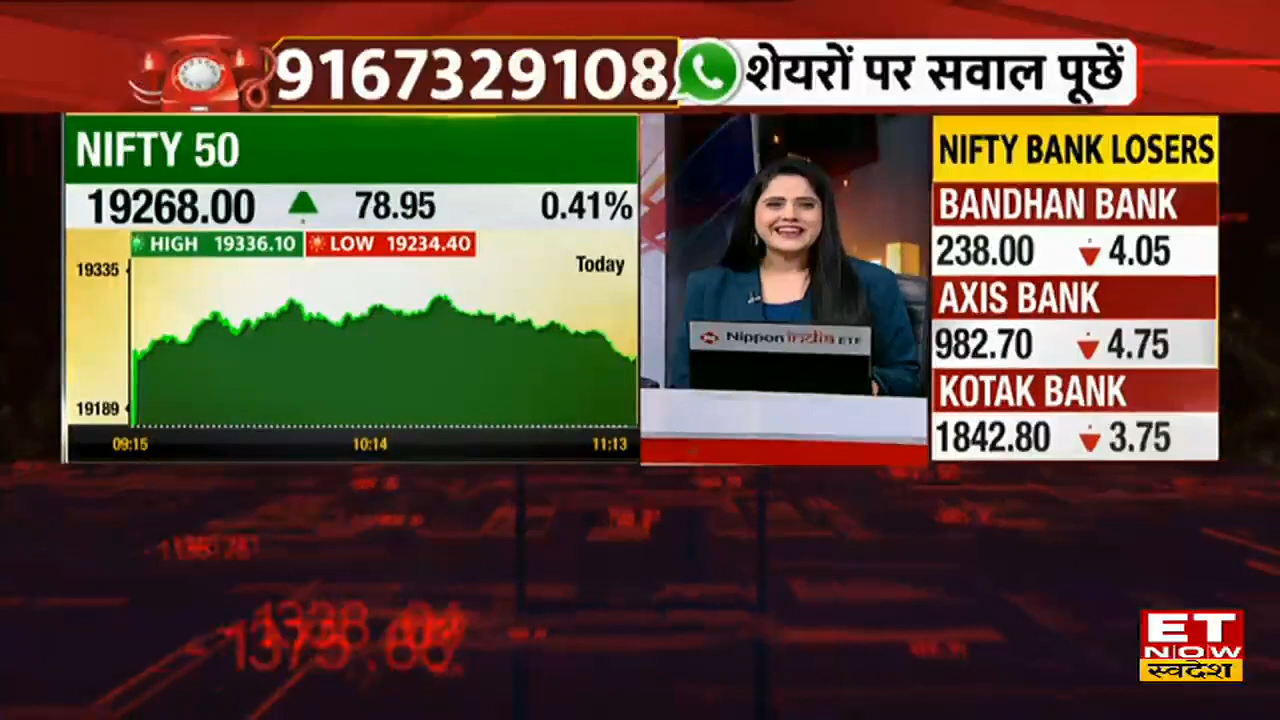 9167329108
शेयरों पर सवाल पूछें
NIFTY 50
19268.00 78.95 0.41%
HIGH 19336.10 LOW 19234.40
Today
19335
19189
09:15 10:14 11:13
Nippon india ETF
NIFTY BANK LOSERS
BANDHAN BANK
238.00 4.05
AXIS BANK
982.70 4.75
KOTAK BANK
1842.80 3.75
ET
NOW
स्वदेश